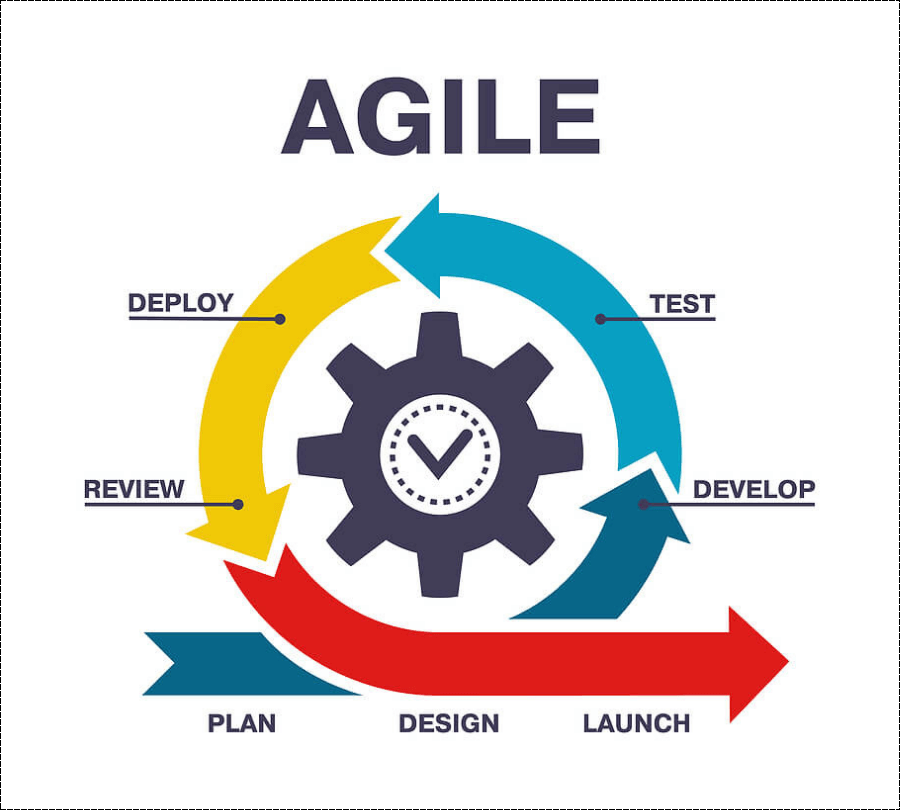 AGILE
DEPLOY
TEST
REVIEW
DEVELOP
PLAN
DESIGN
LAUNCH